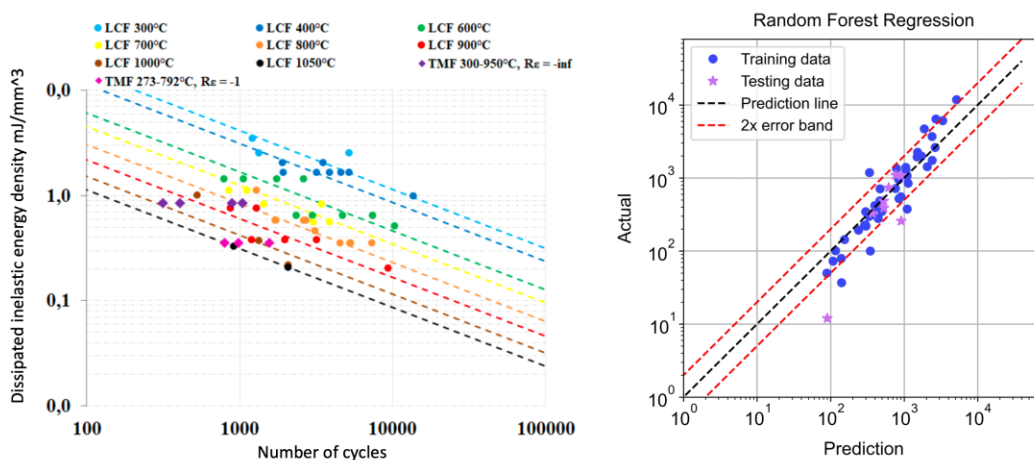 LCF 300°C LCF 400°C LCF 600°C
LCF 700°C LCF 800°C LCF 900°C
LCF 1000°C LCF 1050°C TMF 300-950°C, Rε = -inf
TMF 273-792°C, Rε = -1
Dissipated inelastic energy density mJ/mm^3
0,0
1,0
0,1
0,0
0,0
100 1000 10000 100000
Number of cycles
Random Forest Regression
Training data
Testing data
Prediction line
2x error band
Actual
10^4
10^3
10^2
10^1
10^0
10^0 10^1 10^2 10^3 10^4
Prediction